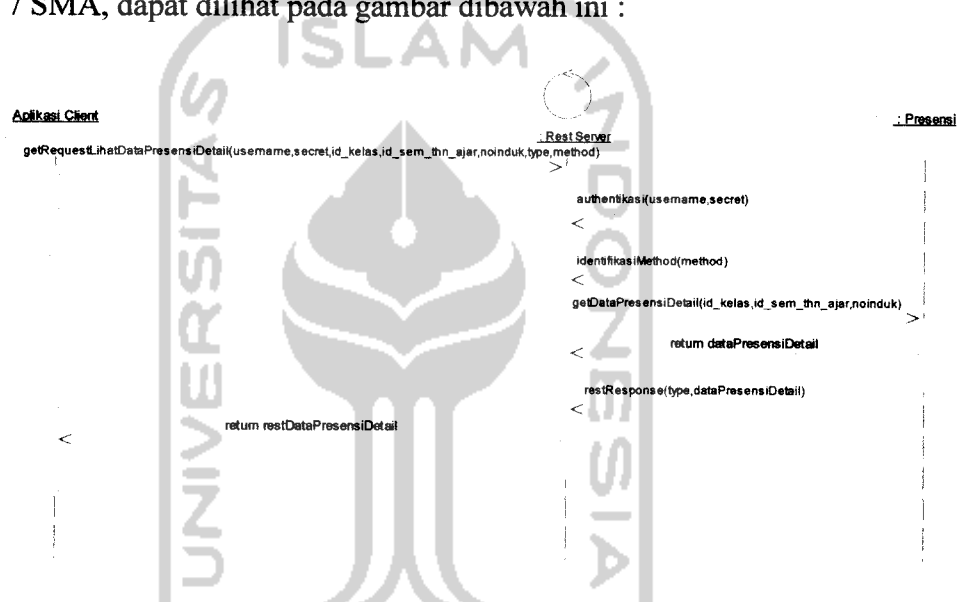 / SMA, dapat dilihat pada gambar dibawah ini :
ISLAM
UNIVERSITAS
INDONESIA
Aplikasi Client
: Rest Server
: Presensi
getRequestLihatDataPresensiDetail(username,secret,id_kelas,id_sem_thn_ajar,noinduk,type,method)
authentikasi(username,secret)
identifikasiMethod(method)
getDataPresensiDetail(id_kelas,id_sem_thn_ajar,noinduk)
return dataPresensiDetail
restResponse(type,dataPresensiDetail)
return restDataPresensiDetail